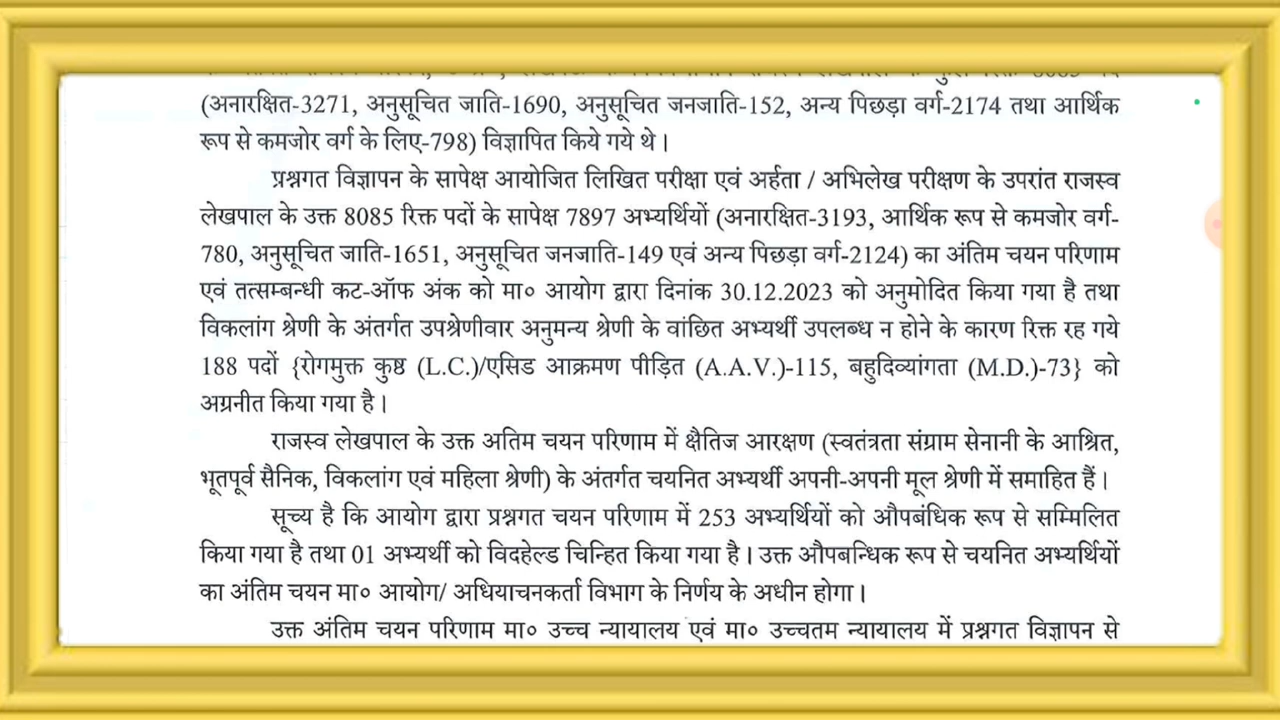 (अनारक्षित-3271, अनुसूचित जाति-1690, अनुसूचित जनजाति-152, अन्य पिछड़ा वर्ग-2174 तथा आर्थिक
रूप से कमजोर वर्ग के लिए-798) विज्ञापित किये गये थे।
प्रश्नगत विज्ञापन के सापेक्ष आयोजित लिखित परीक्षा एवं अर्हता / अभिलेख परीक्षण के उपरांत राजस्व
लेखपाल के उक्त 8085 रिक्त पदों के सापेक्ष 7897 अभ्यर्थियों (अनारक्षित-3193, आर्थिक रूप से कमजोर वर्ग-
780, अनुसूचित जाति-1651, अनुसूचित जनजाति-149 एवं अन्य पिछड़ा वर्ग-2124) का अंतिम चयन परिणाम
एवं तत्सम्बन्धी कट-ऑफ अंक को मा० आयोग द्वारा दिनांक 30.12.2023 को अनुमोदित किया गया है तथा
विकलांग श्रेणी के अंतर्गत उपश्रेणीवार अनुमन्य श्रेणी के वांछित अभ्यर्थी उपलब्ध न होने के कारण रिक्त रह गये
188 पदों {रोगमुक्त कुष्ठ (L.C.)/एसिड आक्रमण पीड़ित (A.A.V.)-115, बहुदिव्यांगता (M.D.)-73} को
अग्रनीत किया गया है।
राजस्व लेखपाल के उक्त अतिम चयन परिणाम में क्षैतिज आरक्षण (स्वतंत्रता संग्राम सेनानी के आश्रित,
भूतपूर्व सैनिक, विकलांग एवं महिला श्रेणी) के अंतर्गत चयनित अभ्यर्थी अपनी-अपनी मूल श्रेणी में समाहित हैं।
सूच्य है कि आयोग द्वारा प्रश्नगत चयन परिणाम में 253 अभ्यर्थियों को औपबंधिक रूप से सम्मिलित
किया गया है तथा 01 अभ्यर्थी को विदहेल्ड चिन्हित किया गया है। उक्त औपबन्धिक रूप से चयनित अभ्यर्थियों
का अंतिम चयन मा० आयोग/ अधियाचनकर्ता विभाग के निर्णय के अधीन होगा।
उक्त अंतिम चयन परिणाम मा० उच्च न्यायालय एवं मा० उच्चतम न्यायालय में प्रश्नगत विज्ञापन से